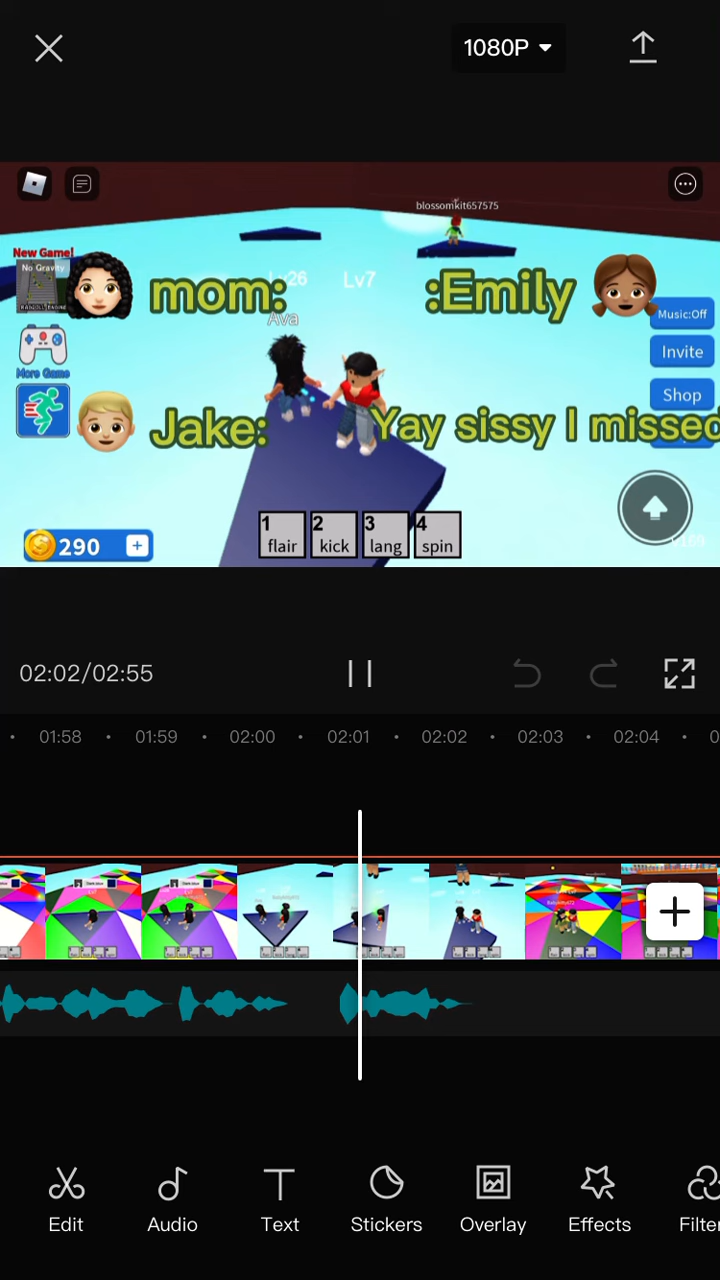 1080P
blossomkit657575
New Game!
No Gravity
mom:
Lv26
Lv7
:Emily
Music:Off
Ava
Invite
More Game
Shop
Jake:
Yay sissy I missed
1 2 3 4
flair kick lang spin
290 +
02:02/02:55
01:58 01:59 02:00 02:01 02:02 02:03 02:04 0
Edit Audio Text Stickers Overlay Effects Filter